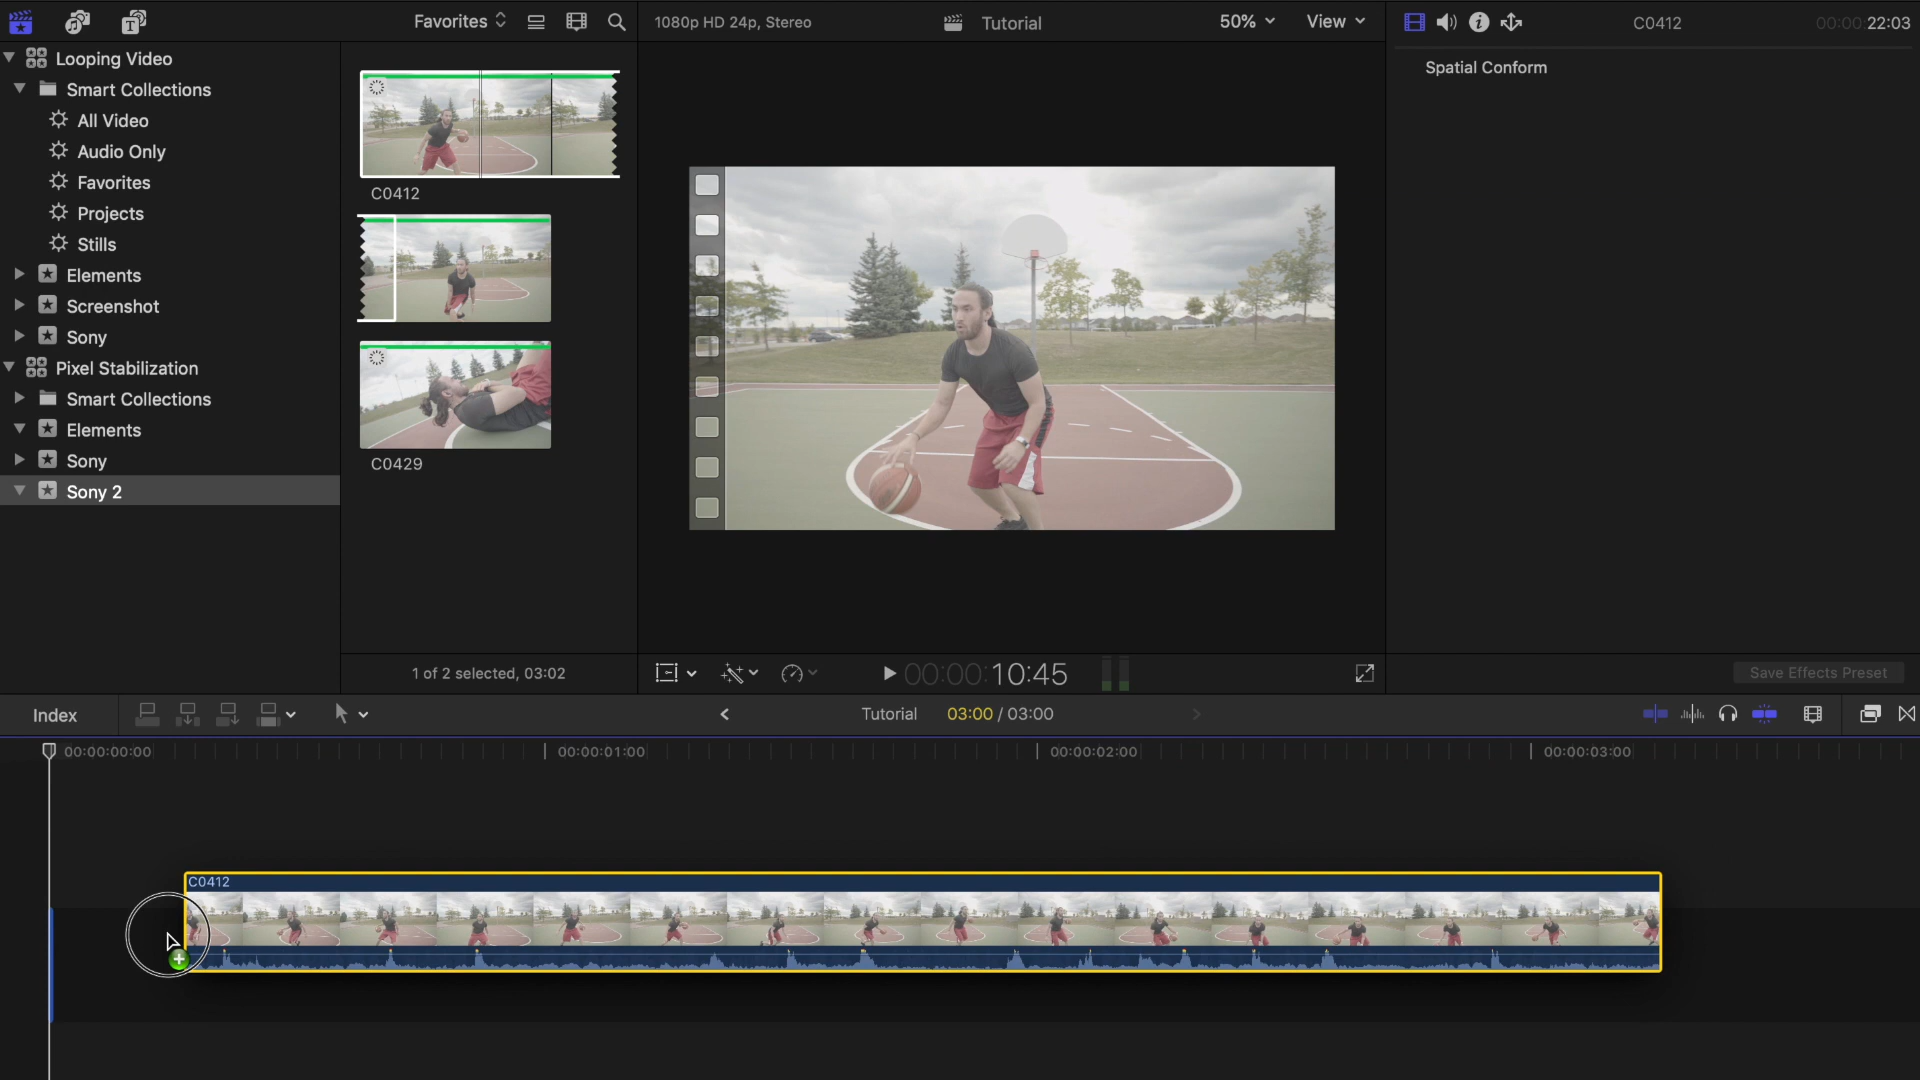 Favorites
1080p HD 24p, Stereo
Tutorial
50%
View
C0412
00:00:22:03
Looping Video
Smart Collections
All Video
Audio Only
Favorites
Projects
Stills
Elements
Screenshot
Sony
Pixel Stabilization
Smart Collections
Elements
Sony
Sony 2
C0412
C0429
1 of 2 selected, 03:02
Spatial Conform
00:00:10:45
Save Effects Preset
Index
Tutorial
03:00 / 03:00
00:00:00:00
00:00:01:00
00:00:02:00
00:00:03:00
C0412